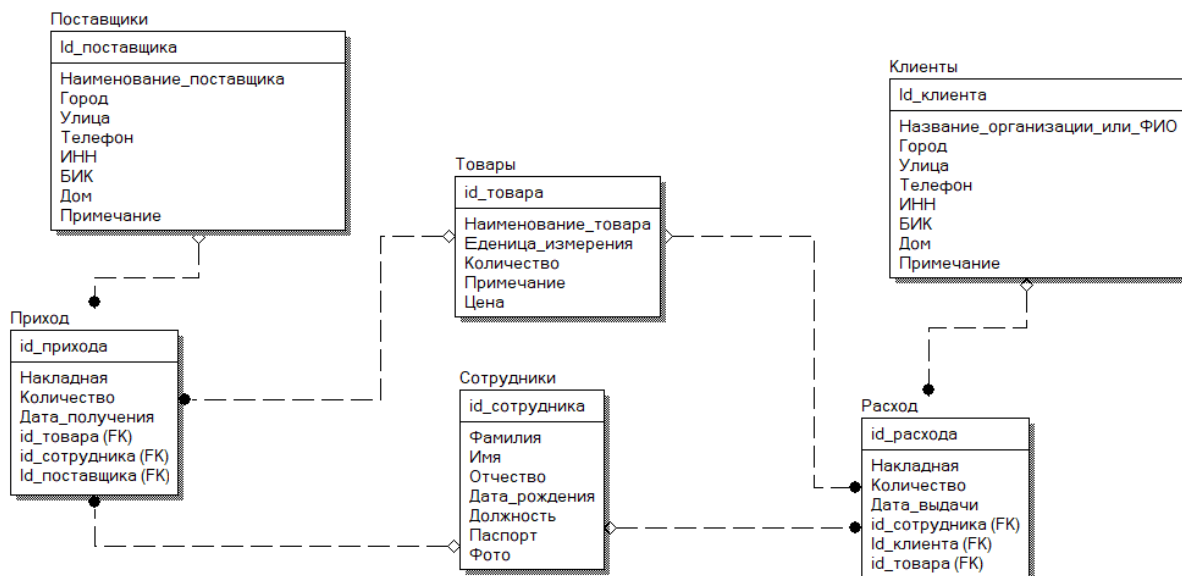 Поставщики
Id_поставщика
Наименование_поставщика
Город
Улица
Телефон
ИНН
БИК
Дом
Примечание
Клиенты
Id_клиента
Название_организации_или_ФИО
Город
Улица
Телефон
ИНН
БИК
Дом
Примечание
Товары
id_товара
Наименование_товара
Еденица_измерения
Количество
Примечание
Цена
Приход
id_прихода
Накладная
Количество
Дата_получения
id_товара (FK)
id_сотрудника (FK)
Id_поставщика (FK)
Сотрудники
id_сотрудника
Фамилия
Имя
Отчество
Дата_рождения
Должность
Паспорт
Фото
Расход
id_расхода
Накладная
Количество
Дата_выдачи
id_сотрудника (FK)
Id_клиента (FK)
id_товара (FK)